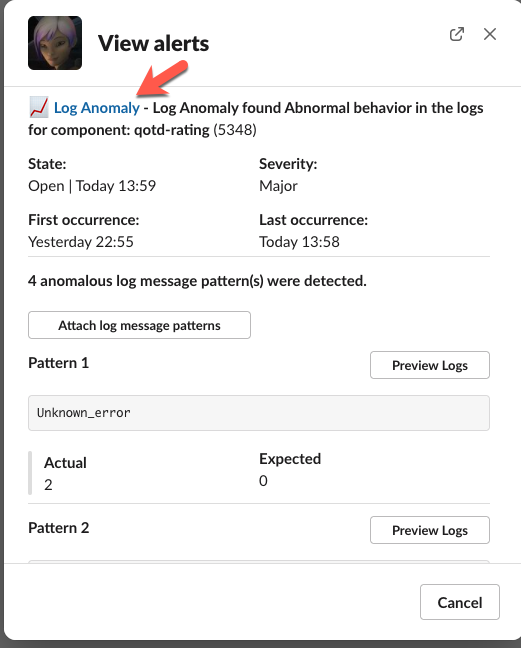 View alerts
Log Anomaly - Log Anomaly found Abnormal behavior in the logs
for component: qotd-rating (5348)
State:
Open | Today 13:59
Severity:
Major
First occurrence:
Yesterday 22:55
Last occurrence:
Today 13:58
4 anomalous log message pattern(s) were detected.
Attach log message patterns
Pattern 1
Preview Logs
Unknown_error
Actual
2
Expected
0
Pattern 2
Preview Logs
Cancel